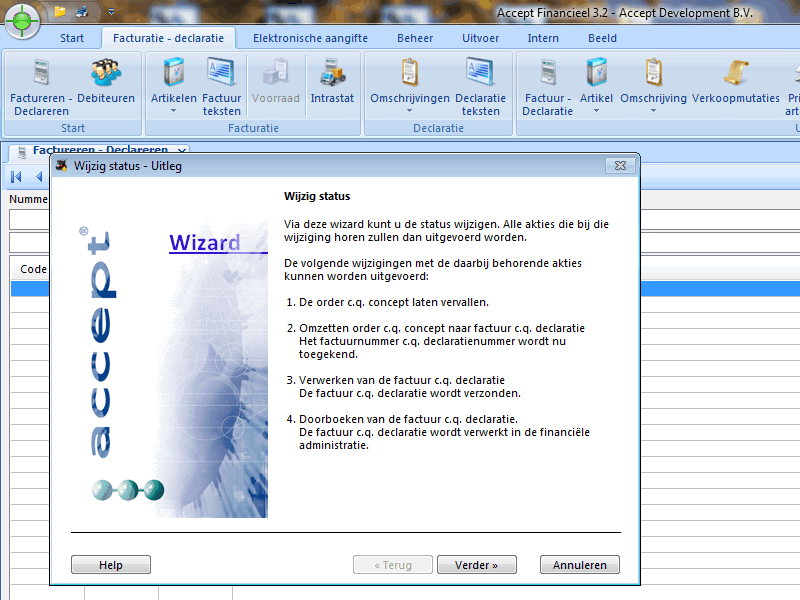 Accept Financieel 3.2 - Accept Development B.V.
Start Facturatie - declaratie Elektronische aangifte Beheer Uitvoer Intern Beeld
Factureren - Declareren Debiteuren Artikelen Factuur teksten Voorraad Intrastat Omschrijvingen Declaratie teksten Factuur - Declaratie Artikel Omschrijving Verkoopmutaties
Start Facturatie Declaratie
Factureren - Declareren
Wijzig status - Uitleg
Numme
Code
accept
®
Wizard
Wijzig status
Via deze wizard kunt u de status wijzigen. Alle akties die bij die
wijziging horen zullen dan uitgevoerd worden.
De volgende wijzigingen met de daarbij behorende akties
kunnen worden uitgevoerd:
1. De order c.q. concept laten vervallen.
2. Omzetten order c.q. concept naar factuur c.q. declaratie
Het factuurnummer c.q. declaratienummer wordt nu
toegekend.
3. Verwerken van de factuur c.q. declaratie
De factuur c.q. declaratie wordt verzonden.
4. Doorboeken van de factuur c.q. declaratie.
De factuur c.q. declaratie wordt verwerkt in de financiële
administratie.
Help « Terug Verder » Annuleren